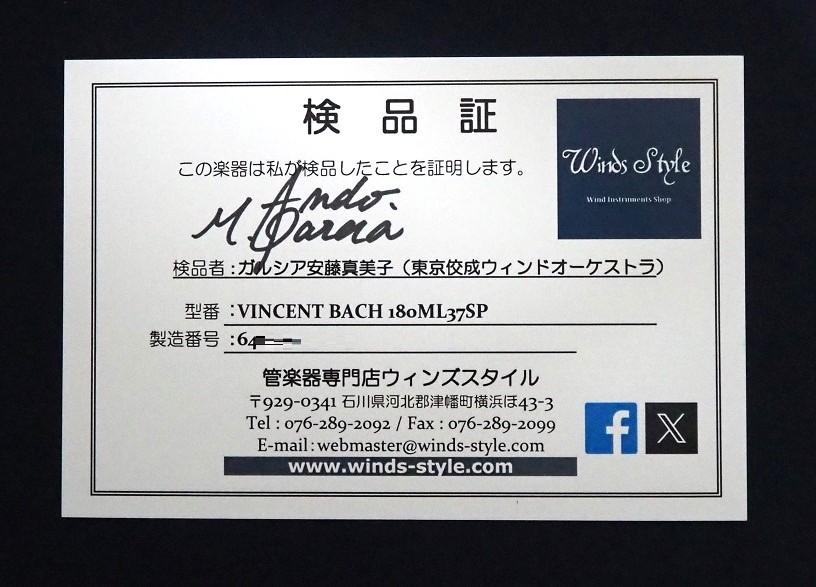 検品証
Winds Style
Wind Instruments Shop
この楽器は私が検品したことを証明します。
M. Ando. Garcia
検品者:ガルシア安藤真美子(東京佼成ウィンドオーケストラ)
型番:VINCENT BACH 180ML37SP
製造番号:64
管楽器専門店ウィンズスタイル
〒929-0341 石川県河北郡津幡町横浜ほ43-3
Tel : 076-289-2092 / Fax : 076-289-2099
E-mail:webmaster@winds-style.com
www.winds-style.com